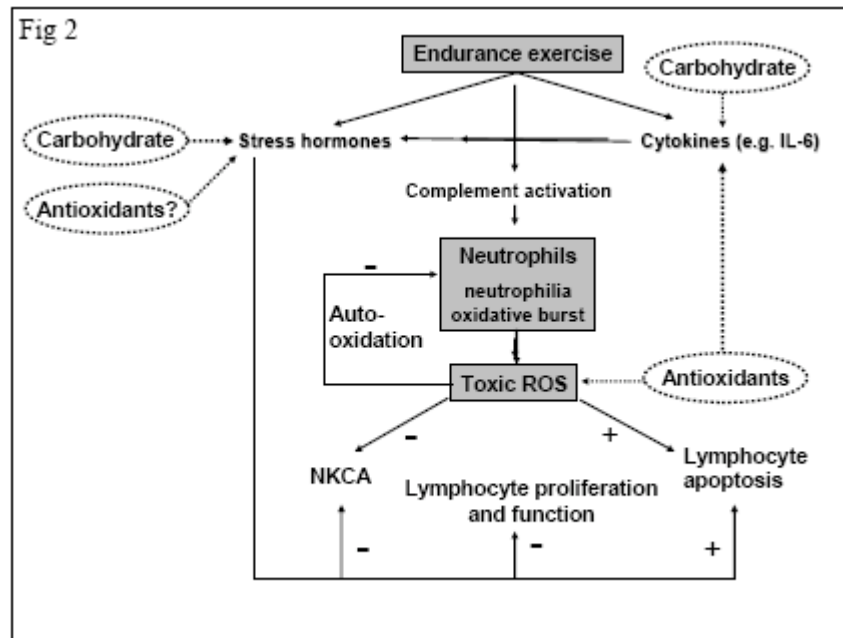 Fig 2
Endurance exercise
Carbohydrate
Carbohydrate
Stress hormones
Cytokines (e.g. IL-6)
Antioxidants?
Complement activation
Neutrophils
neutrophilia
oxidative burst
-
Auto-
oxidation
Toxic ROS
Antioxidants
-
+
NKCA
Lymphocyte proliferation
and function
Lymphocyte
apoptosis
-
-
+